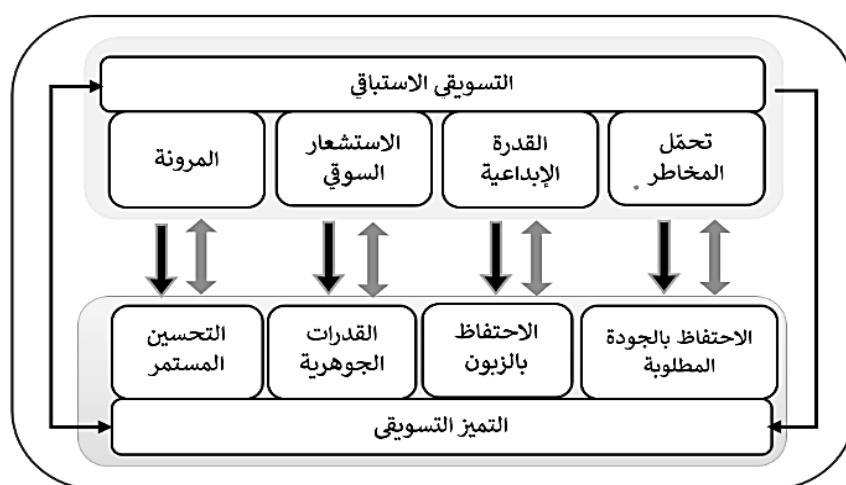 التسويقي الاستباقي
تحمّل
المخاطر
القدرة
الإبداعية
الاستشعار
السوقي
المرونة
الاحتفاظ بالجودة
المطلوبة
الاحتفاظ
بالزبون
القدرات
الجوهرية
التحسين
المستمر
التميز التسويقي